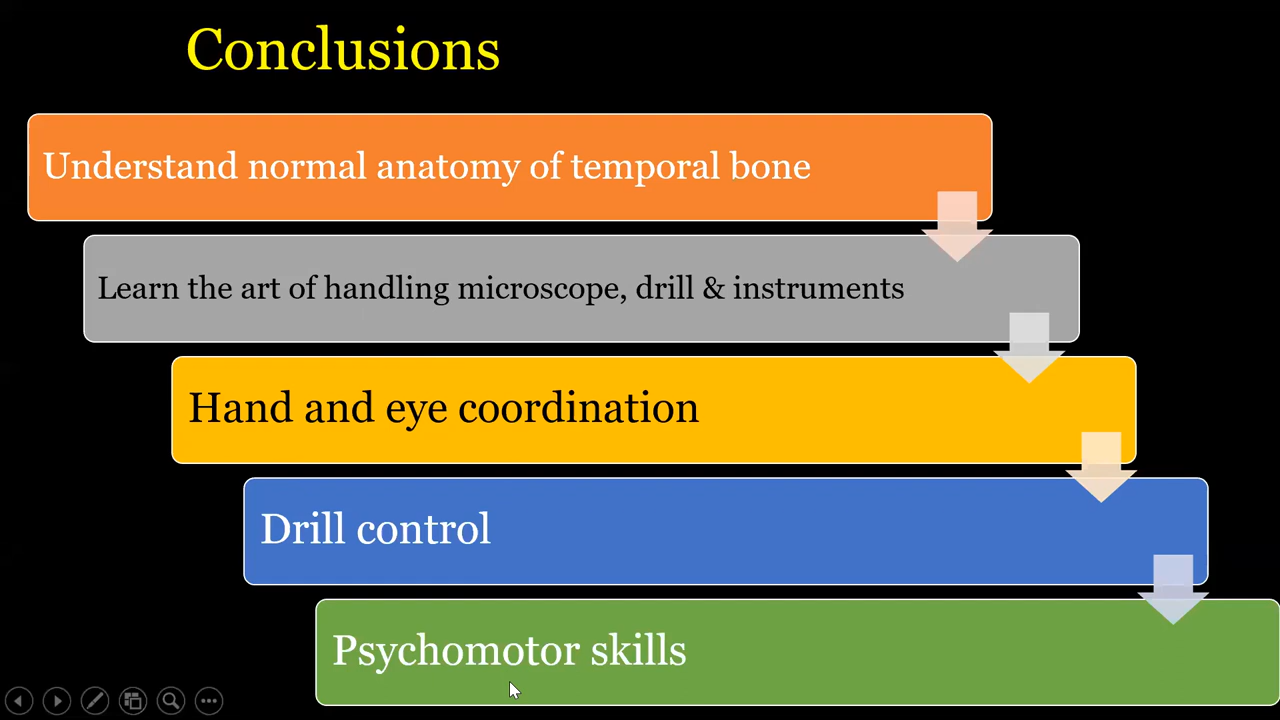 Conclusions
Understand normal anatomy of temporal bone
Learn the art of handling microscope, drill & instruments
Hand and eye coordination
Drill control
Psychomotor skills